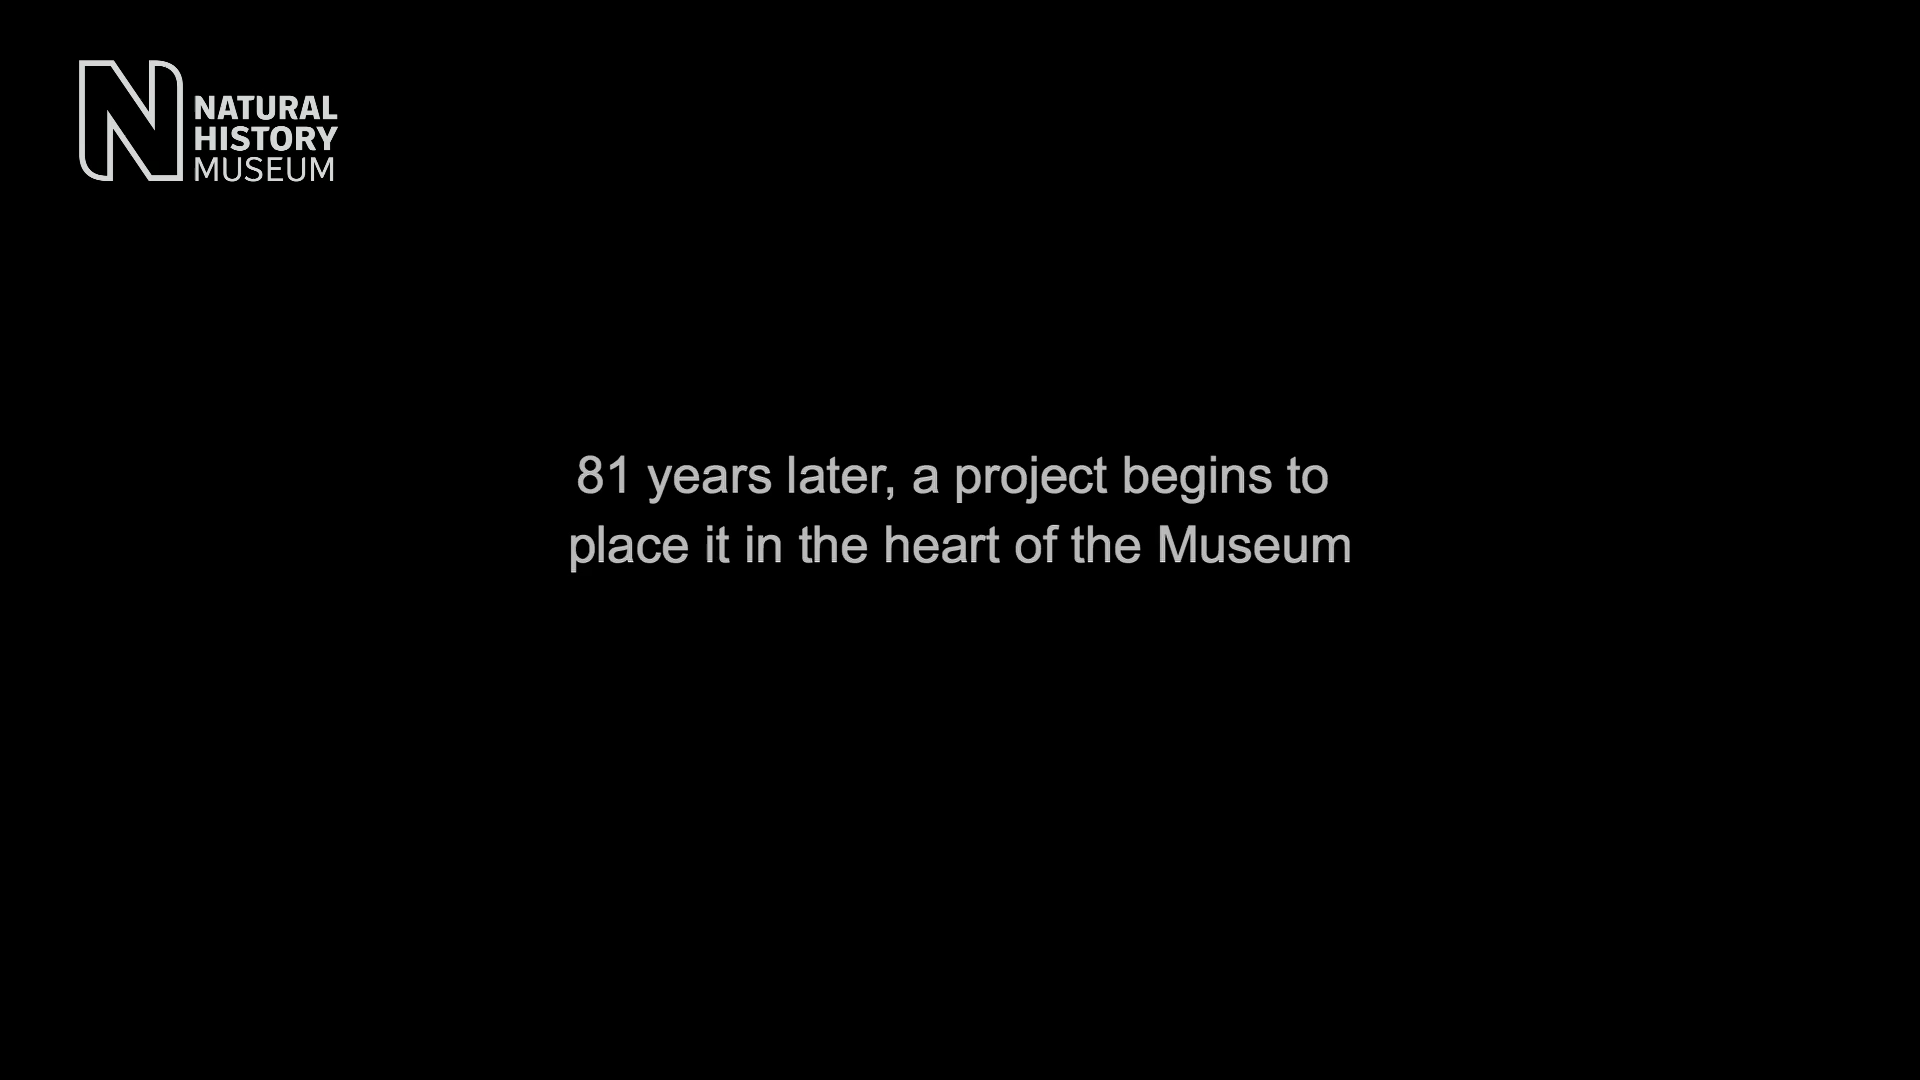 NATURAL
HISTORY
MUSEUM
81 years later, a project begins to
place it in the heart of the Museum